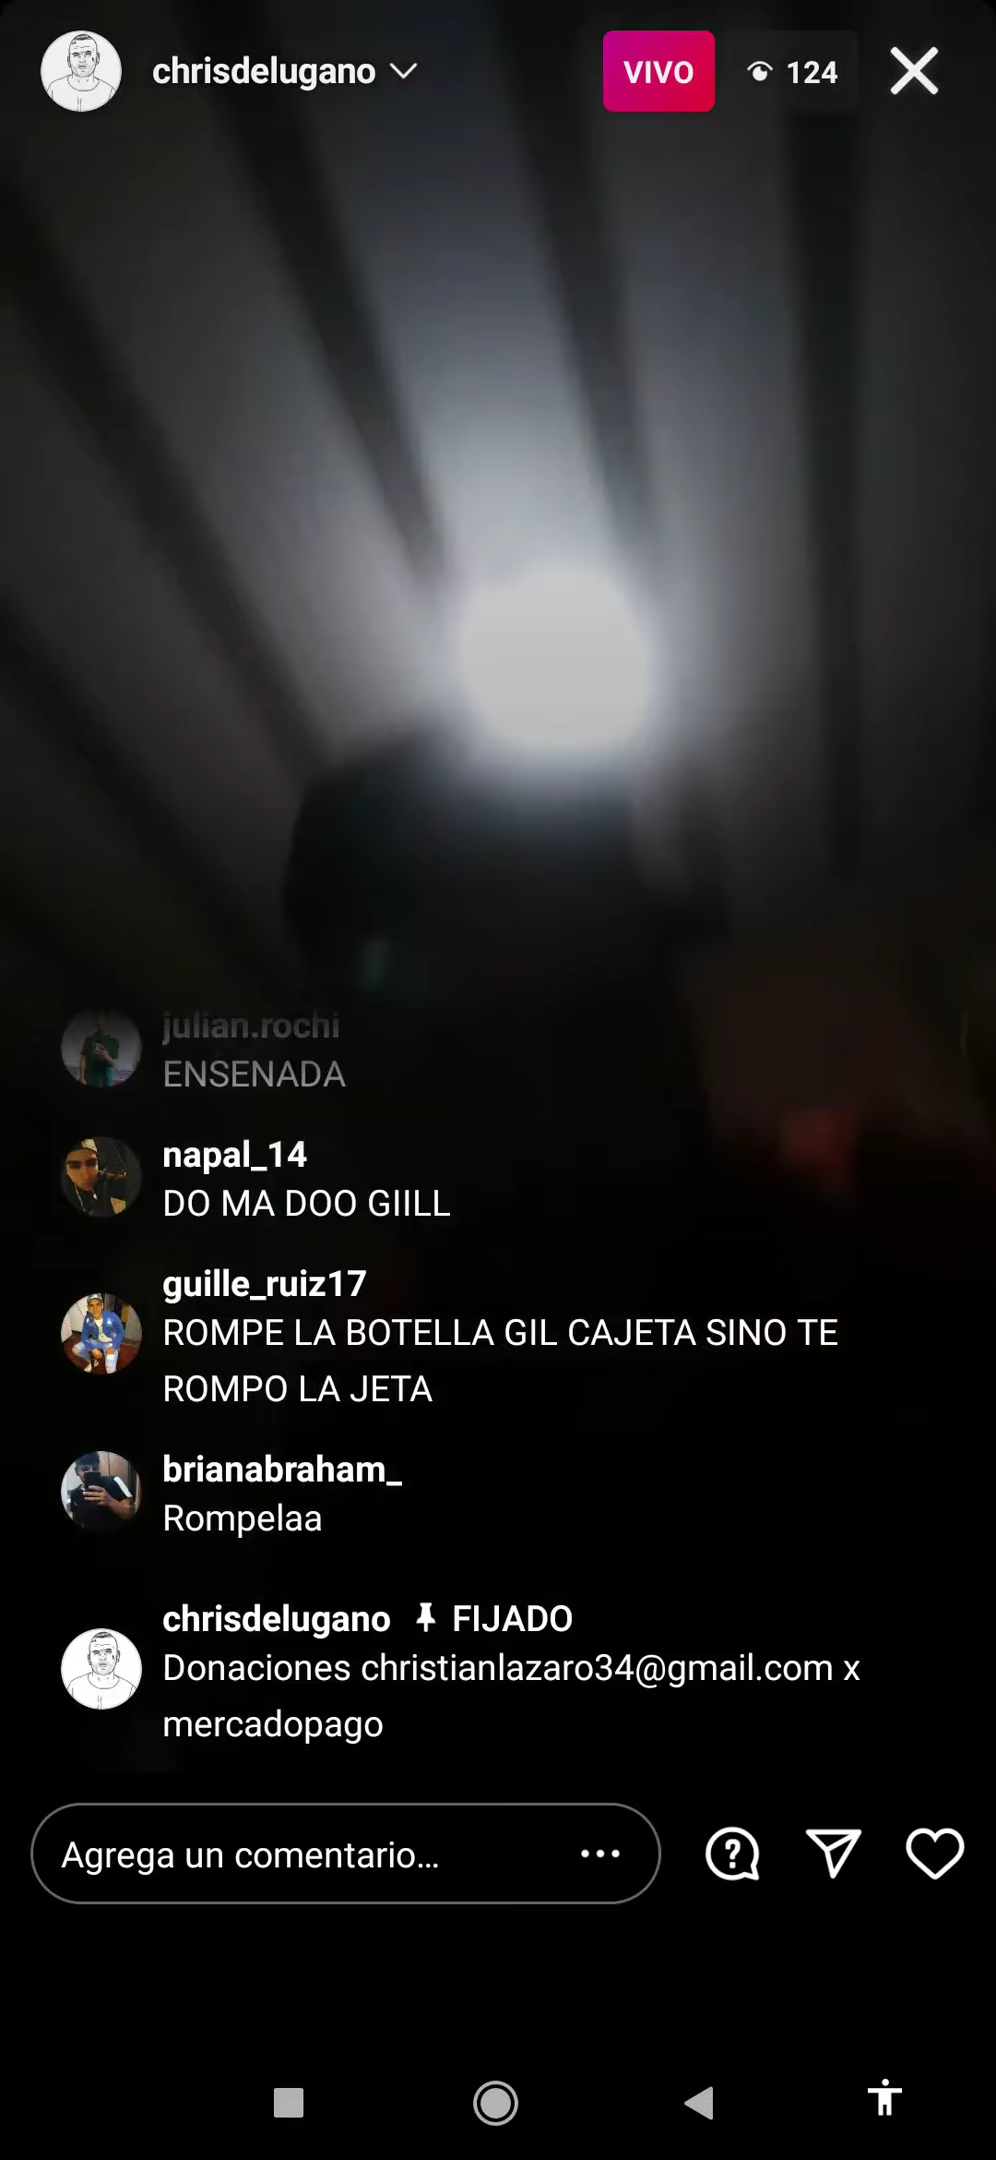 chrisdelugano
VIVO
124
julian.rochi
ENSENADA
napal_14
DO MA DOO GIILL
guille_ruiz17
ROMPE LA BOTELLA GIL CAJETA SINO TE
ROMPO LA JETA
brianabraham_
Rompelaa
chrisdelugano FIJADO
Donaciones christianlazaro34@gmail.com x
mercadopago
Agrega un comentario...